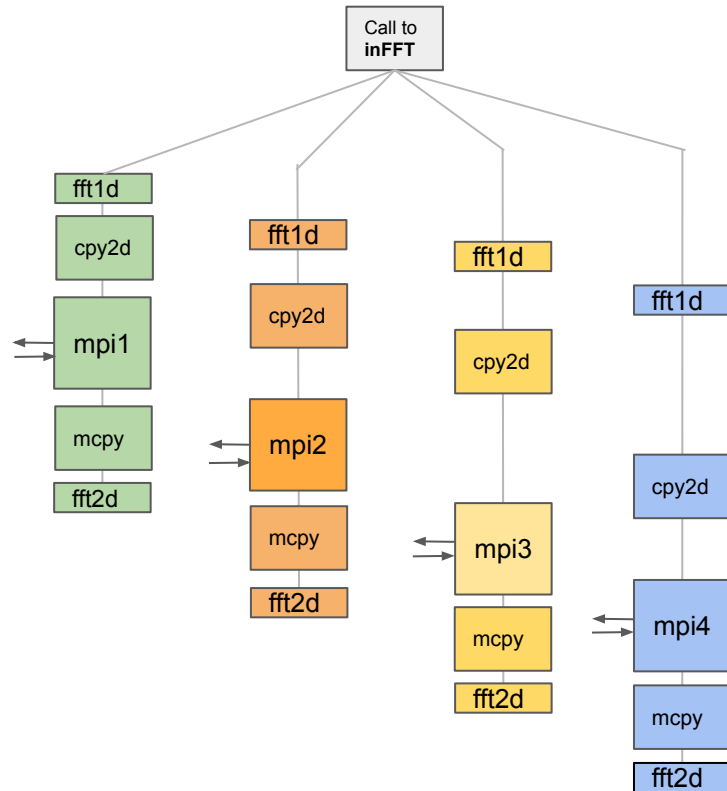 Call to
inFFT
fft1d
cpy2d
mpi1
mcpy
fft2d
fft1d
cpy2d
mpi2
mcpy
fft2d
fft1d
cpy2d
mpi3
mcpy
fft2d
fft1d
cpy2d
mpi4
mcpy
fft2d